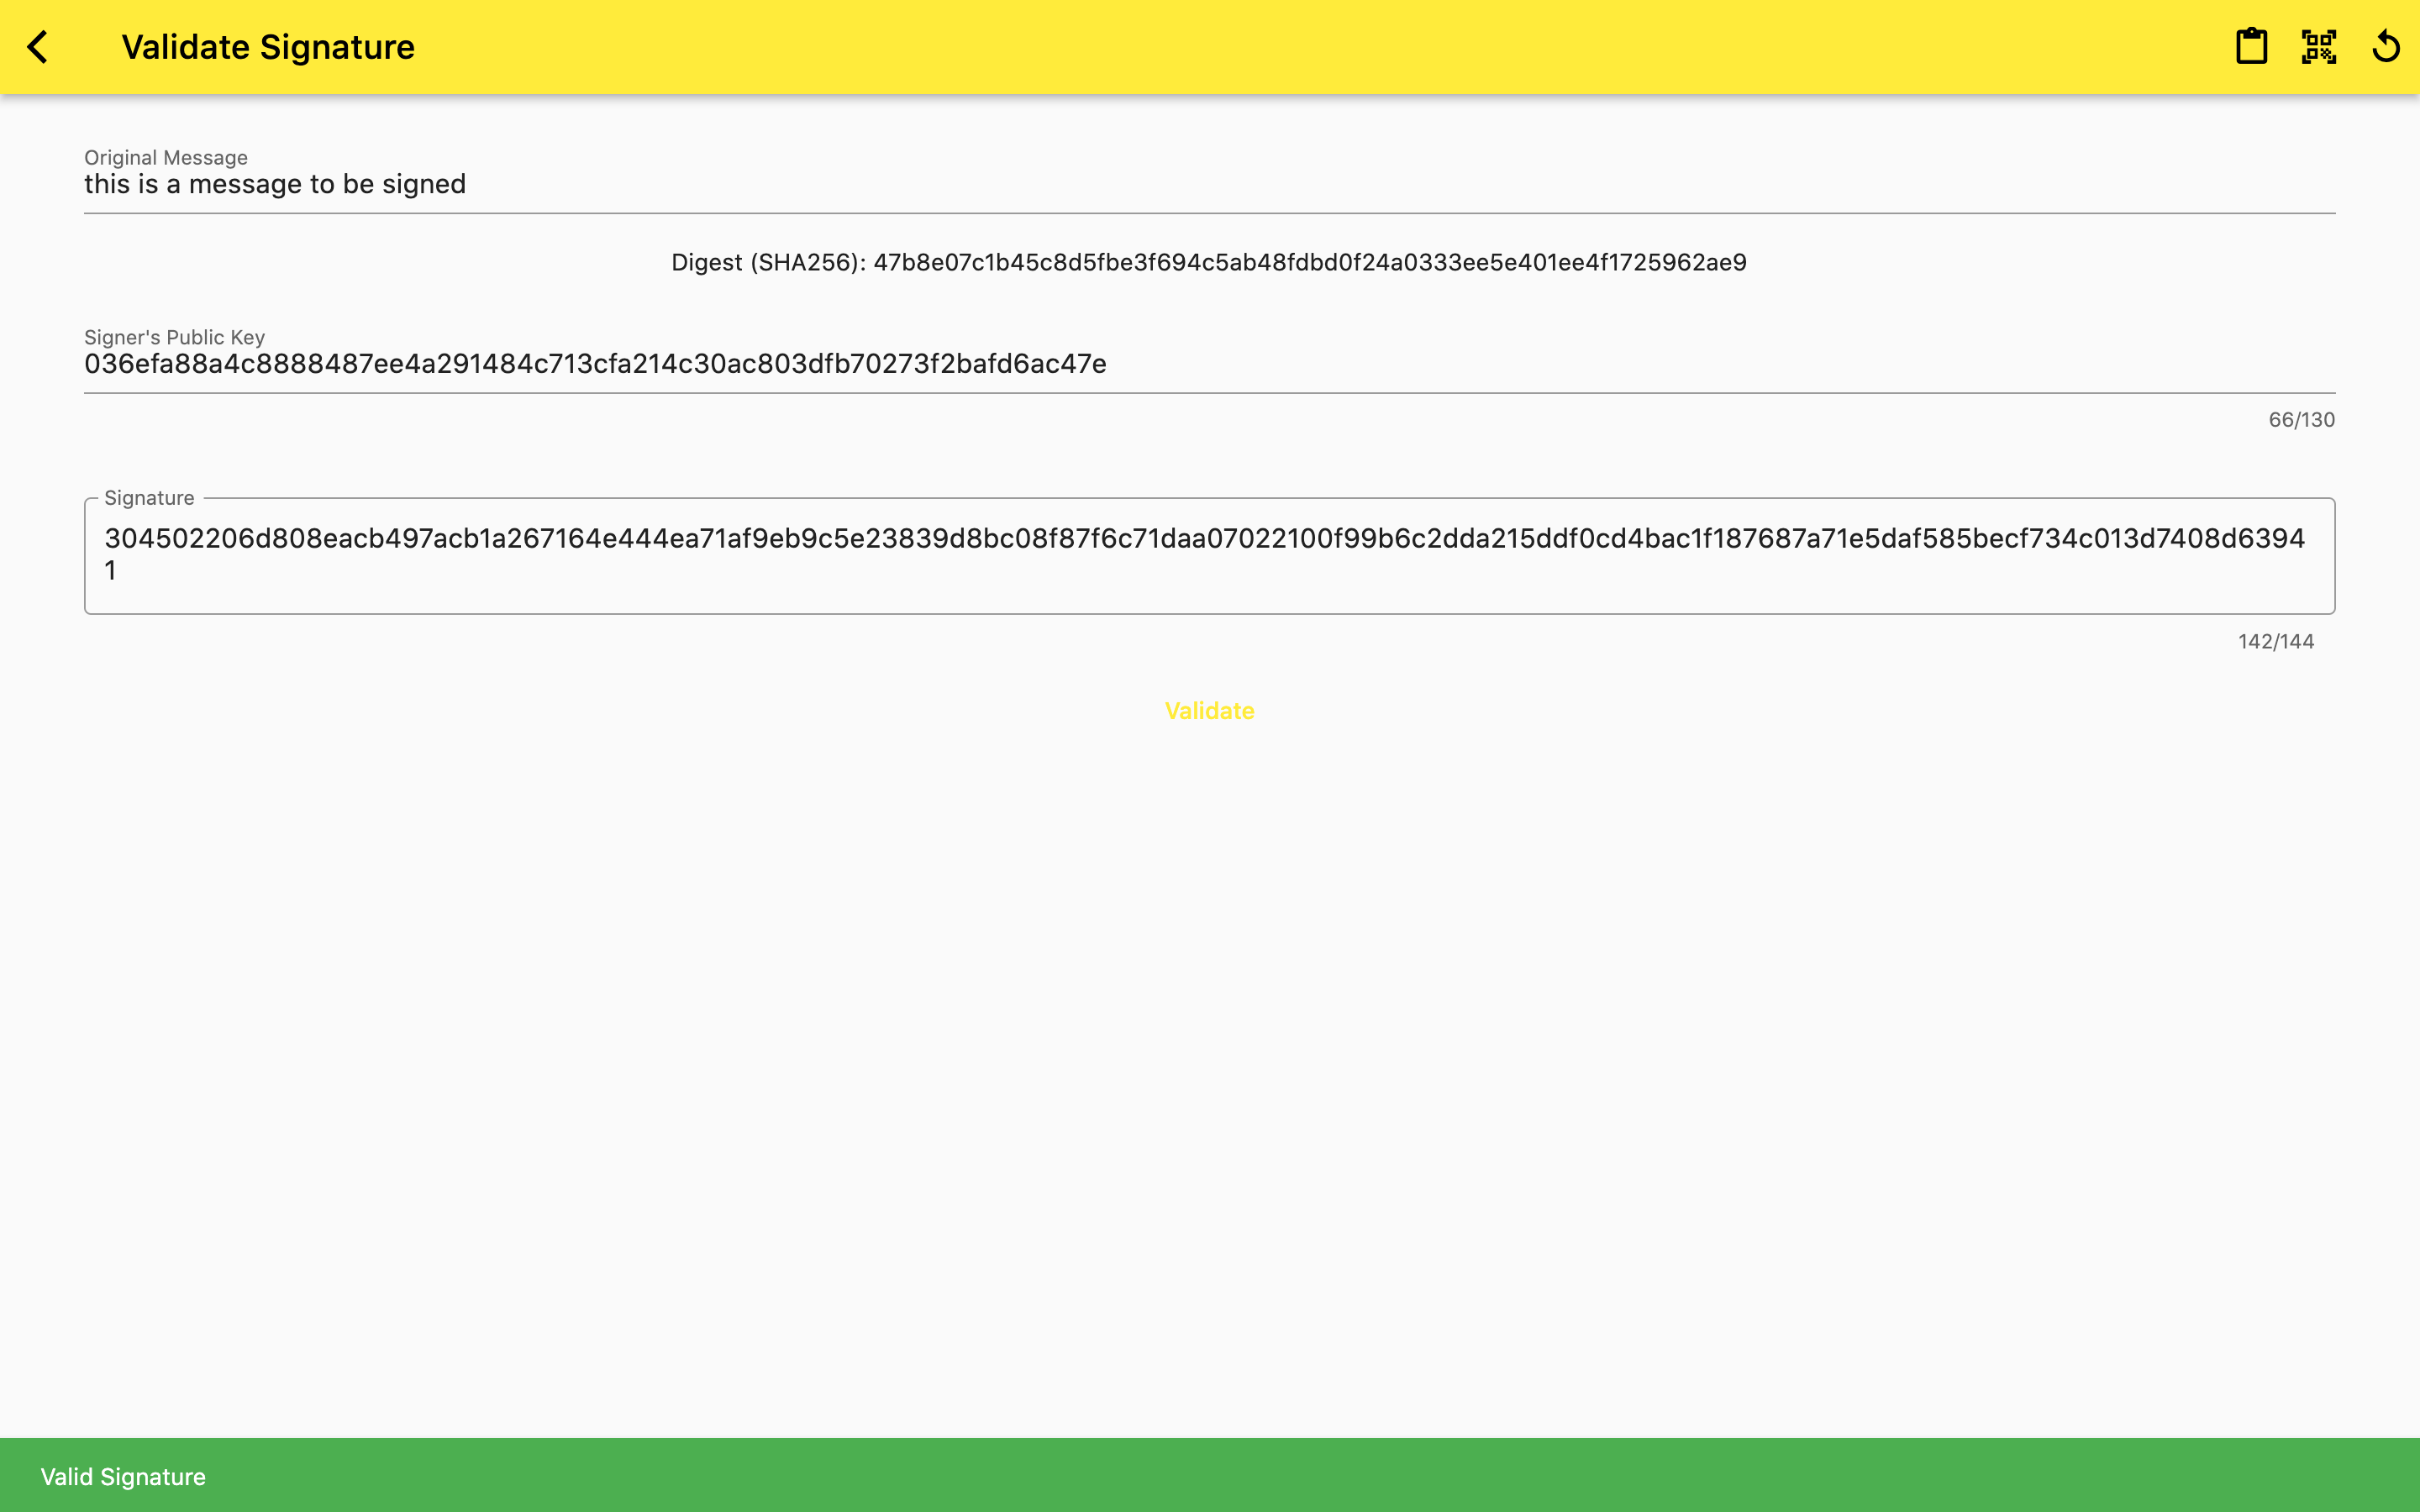 Validate Signature
Original Message
this is a message to be signed
Digest (SHA256): 47b8e07c1b45c8d5fbe3f694c5ab48fdbd0f24a0333ee5e401ee4f1725962ae9
Signer's Public Key
036efa88a4c8888487ee4a291484c713cfa214c30ac803dfb70273f2bafd6ac47e
66/130
Signature
304502206d808eacb497acb1a267164e444ea71af9eb9c5e23839d8bc08f87f6c71daa07022100f99b6c2dda215ddf0cd4bac1f187687a71e5daf585becf734c013d7408d6394
1
142/144
Validate
Valid Signature